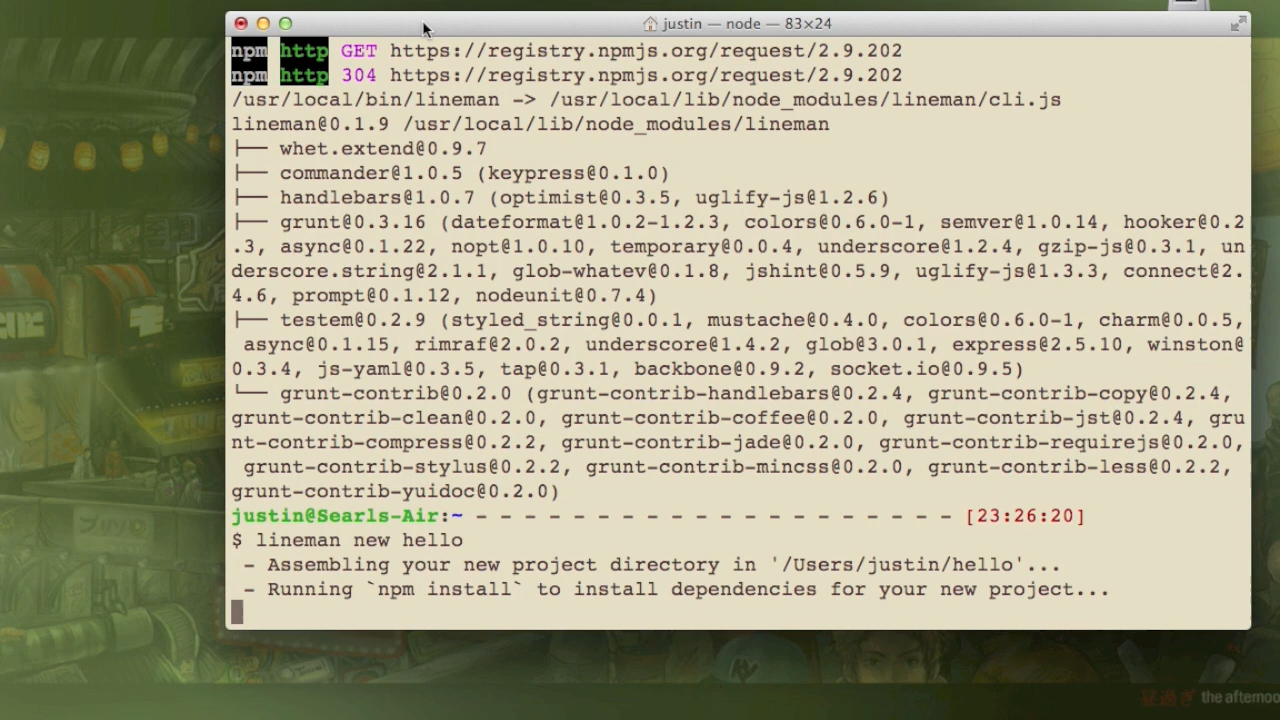 justin — node — 83×24
npm http GET https://registry.npmjs.org/request/2.9.202
npm http 304 https://registry.npmjs.org/request/2.9.202
/usr/local/bin/lineman -> /usr/local/lib/node_modules/lineman/cli.js
lineman@0.1.9 /usr/local/lib/node_modules/lineman
├── whet.extend@0.9.7
├── commander@1.0.5 (keypress@0.1.0)
├── handlebars@1.0.7 (optimist@0.3.5, uglify-js@1.2.6)
├── grunt@0.3.16 (dateformat@1.0.2-1.2.3, colors@0.6.0-1, semver@1.0.14, hooker@0.2
.3, async@0.1.22, nopt@1.0.10, temporary@0.0.4, underscore@1.2.4, gzip-js@0.3.1, un
derscore.string@2.1.1, glob-whatev@0.1.8, jshint@0.5.9, uglify-js@1.3.3, connect@2.
4.6, prompt@0.1.12, nodeunit@0.7.4)
├── testem@0.2.9 (styled_string@0.0.1, mustache@0.4.0, colors@0.6.0-1, charm@0.0.5,
 async@0.1.15, rimraf@2.0.2, underscore@1.4.2, glob@3.0.1, express@2.5.10, winston@
0.3.4, js-yaml@0.3.5, tap@0.3.1, backbone@0.9.2, socket.io@0.9.5)
└── grunt-contrib@0.2.0 (grunt-contrib-handlebars@0.2.4, grunt-contrib-copy@0.2.4,
grunt-contrib-clean@0.2.0, grunt-contrib-coffee@0.2.0, grunt-contrib-jst@0.2.4, gru
nt-contrib-compress@0.2.2, grunt-contrib-jade@0.2.0, grunt-contrib-requirejs@0.2.0,
 grunt-contrib-stylus@0.2.2, grunt-contrib-mincss@0.2.0, grunt-contrib-less@0.2.2,
grunt-contrib-yuidoc@0.2.0)
justin@Searls-Air:~ - - - - - - - - - - - - - - - - - - - - [23:26:20]
$ lineman new hello
 - Assembling your new project directory in '/Users/justin/hello'...
 - Running `npm install` to install dependencies for your new project...
昼過ぎ the afternoo